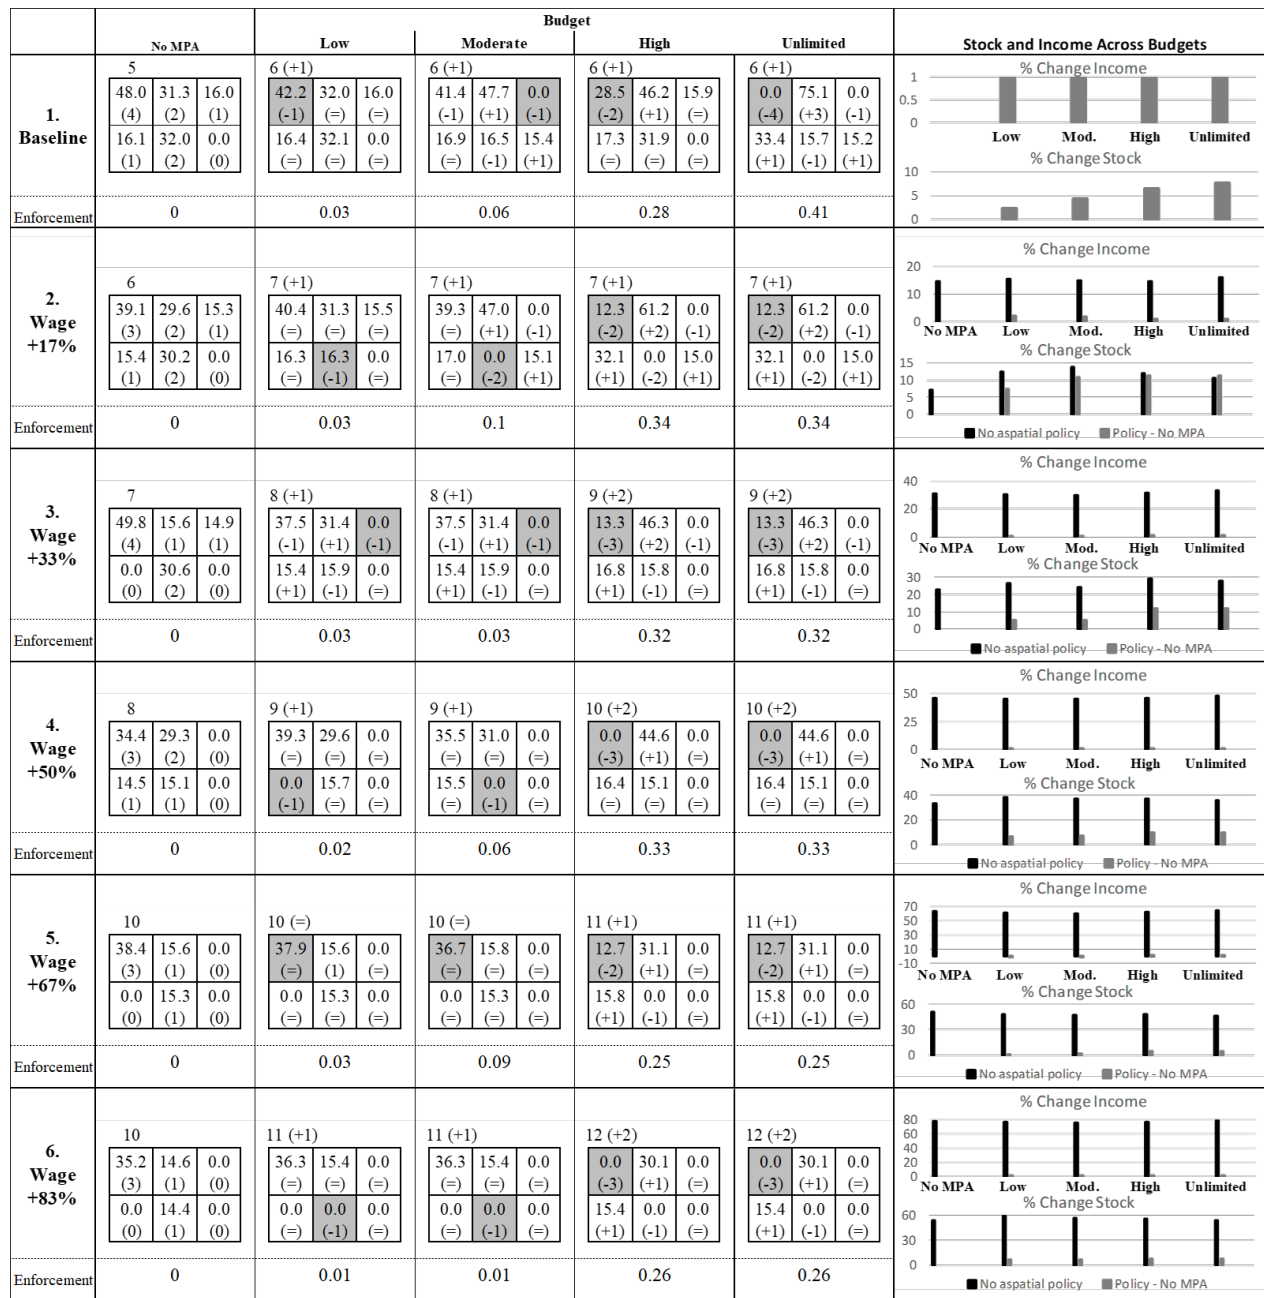 Budget
No MPA Low Moderate High Unlimited Stock and Income Across Budgets
1. Baseline
5 6 (+1) 6 (+1) 6 (+1) 6 (+1)
48.0 31.3 16.0 42.2 32.0 16.0 41.4 47.7 0.0 28.5 46.2 15.9 0.0 75.1 0.0
(4) (2) (1) (-1) (=) (=) (-1) (+1) (-1) (-2) (+1) (=) (-4) (+3) (-1)
16.1 32.0 0.0 16.4 32.1 0.0 16.9 16.5 15.4 17.3 31.9 0.0 33.4 15.7 15.2
(1) (2) (0) (=) (=) (=) (=) (-1) (+1) (=) (=) (=) (+1) (-1) (+1)
Enforcement 0 0.03 0.06 0.28 0.41
% Change Income
1
0.5
0
Low Mod. High Unlimited
% Change Stock
10
5
0
2. Wage +17%
6 7 (+1) 7 (+1) 7 (+1) 7 (+1)
39.1 29.6 15.3 40.4 31.3 15.5 39.3 47.0 0.0 12.3 61.2 0.0 12.3 61.2 0.0
(3) (2) (1) (=) (=) (=) (=) (+1) (-1) (-2) (+2) (-1) (-2) (+2) (-1)
15.4 30.2 0.0 16.3 16.3 0.0 17.0 0.0 15.1 32.1 0.0 15.0 32.1 0.0 15.0
(1) (2) (0) (=) (-1) (=) (=) (-2) (+1) (+1) (-2) (+1) (+1) (-2) (+1)
Enforcement 0 0.03 0.1 0.34 0.34
% Change Income
20
10
0
No MPA Low Mod. High Unlimited
% Change Stock
15
10
5
0
No aspatial policy Policy - No MPA
3. Wage +33%
7 8 (+1) 8 (+1) 9 (+2) 9 (+2)
49.8 15.6 14.9 37.5 31.4 0.0 37.5 31.4 0.0 13.3 46.3 0.0 13.3 46.3 0.0
(4) (1) (1) (-1) (+1) (-1) (-1) (+1) (-1) (-3) (+2) (-1) (-3) (+2) (-1)
0.0 30.6 0.0 15.4 15.9 0.0 15.4 15.9 0.0 16.8 15.8 0.0 16.8 15.8 0.0
(0) (2) (0) (+1) (-1) (=) (+1) (-1) (=) (+1) (-1) (=) (+1) (-1) (=)
Enforcement 0 0.03 0.03 0.32 0.32
% Change Income
40
20
0
No MPA Low Mod. High Unlimited
% Change Stock
30
20
10
0
No aspatial policy Policy - No MPA
4. Wage +50%
8 9 (+1) 9 (+1) 10 (+2) 10 (+2)
34.4 29.3 0.0 39.3 29.6 0.0 35.5 31.0 0.0 0.0 44.6 0.0 0.0 44.6 0.0
(3) (2) (0) (=) (=) (=) (=) (=) (=) (-3) (+1) (=) (-3) (+1) (=)
14.5 15.1 0.0 0.0 15.7 0.0 15.5 0.0 0.0 16.4 15.1 0.0 16.4 15.1 0.0
(1) (1) (0) (-1) (=) (=) (=) (-1) (=) (=) (=) (=) (=) (=) (=)
Enforcement 0 0.02 0.06 0.33 0.33
% Change Income
50
25
0
No MPA Low Mod. High Unlimited
% Change Stock
40
20
0
No aspatial policy Policy - No MPA
5. Wage +67%
10 10 (=) 10 (=) 11 (+1) 11 (+1)
38.4 15.6 0.0 37.9 15.6 0.0 36.7 15.8 0.0 12.7 31.1 0.0 12.7 31.1 0.0
(3) (1) (0) (=) (1) (=) (=) (=) (=) (-2) (+1) (=) (-2) (+1) (=)
0.0 15.3 0.0 0.0 15.3 0.0 0.0 15.3 0.0 15.8 0.0 0.0 15.8 0.0 0.0
(0) (1) (0) (=) (=) (=) (=) (=) (=) (+1) (-1) (=) (+1) (-1) (=)
Enforcement 0 0.03 0.09 0.25 0.25
% Change Income
70
50
30
10
-10
No MPA Low Mod. High Unlimited
% Change Stock
60
30
0
No aspatial policy Policy - No MPA
6. Wage +83%
10 11 (+1) 11 (+1) 12 (+2) 12 (+2)
35.2 14.6 0.0 36.3 15.4 0.0 36.3 15.4 0.0 0.0 30.1 0.0 0.0 30.1 0.0
(3) (1) (0) (=) (=) (=) (=) (=) (=) (-3) (+1) (=) (-3) (+1) (=)
0.0 14.4 0.0 0.0 0.0 0.0 0.0 0.0 0.0 15.4 0.0 0.0 15.4 0.0 0.0
(0) (1) (0) (=) (-1) (=) (=) (-1) (=) (+1) (-1) (=) (+1) (-1) (=)
Enforcement 0 0.01 0.01 0.26 0.26
% Change Income
80
60
40
20
0
No MPA Low Mod. High Unlimited
% Change Stock
60
30
0
No aspatial policy Policy - No MPA